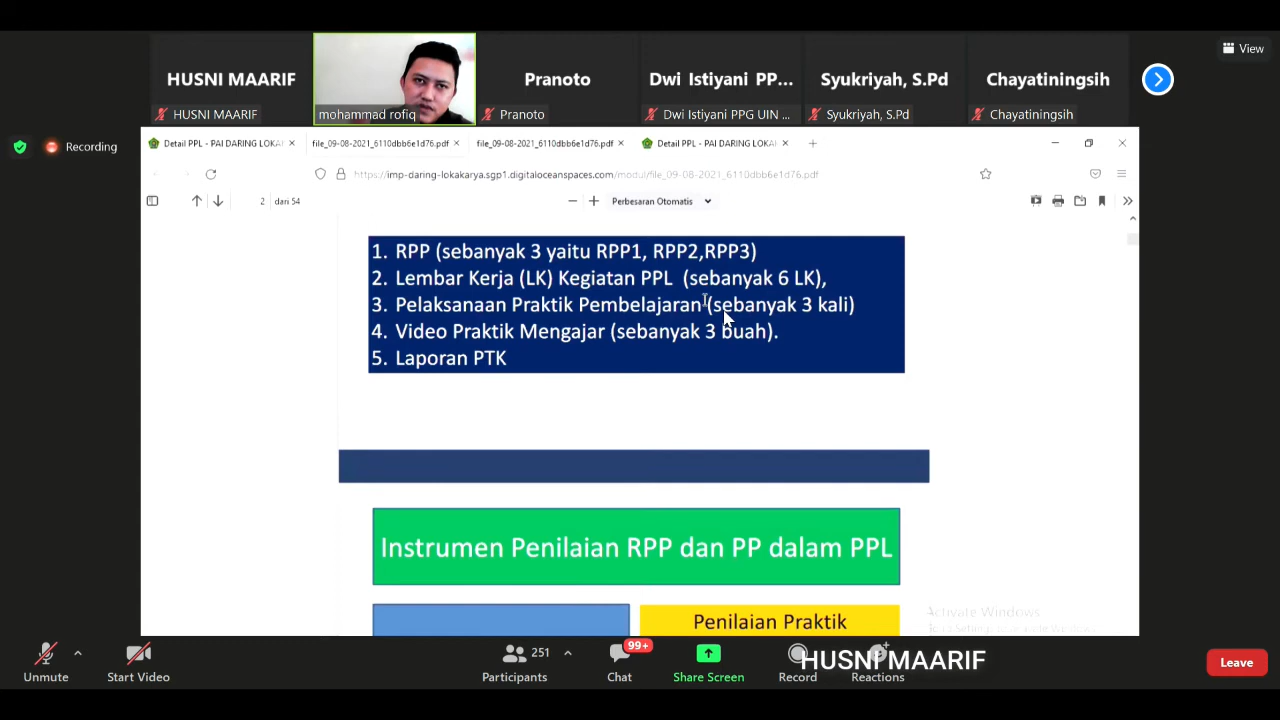 View
HUSNI MAARIF
Pranoto
Dwi Istiyani PP...
Syukriyah, S.Pd
Chayatiningsih
HUSNI MAARIF
mohammad rofiq
Pranoto
Dwi Istiyani PPG UIN ...
Syukriyah, S.Pd
Chayatiningsih
Recording
Detail PPL - PAI DARING LOKA
file_09-08-2021_6110dbb6e1d76.pdf
file_09-08-2021_6110dbb6e1d76.pdf
Detail PPL - PAI DARING LOKA
https://imp-daring-lokakarya.sgp1.digitaloceanspaces.com/modul/file_09-08-2021_6110dbb6e1d76.pdf
2 dari 54
Perbesaran Otomatis
1. RPP (sebanyak 3 yaitu RPP1, RPP2,RPP3)
2. Lembar Kerja (LK) Kegiatan PPL (sebanyak 6 LK),
3. Pelaksanaan Praktik Pembelajaran (sebanyak 3 kali)
4. Video Praktik Mengajar (sebanyak 3 buah).
5. Laporan PTK
Instrumen Penilaian RPP dan PP dalam PPL
Penilaian Praktik
Activate Windows
Unmute
Start Video
251
Participants
99+
Chat
Share Screen
Record
Reactions
HUSNI MAARIF
Leave